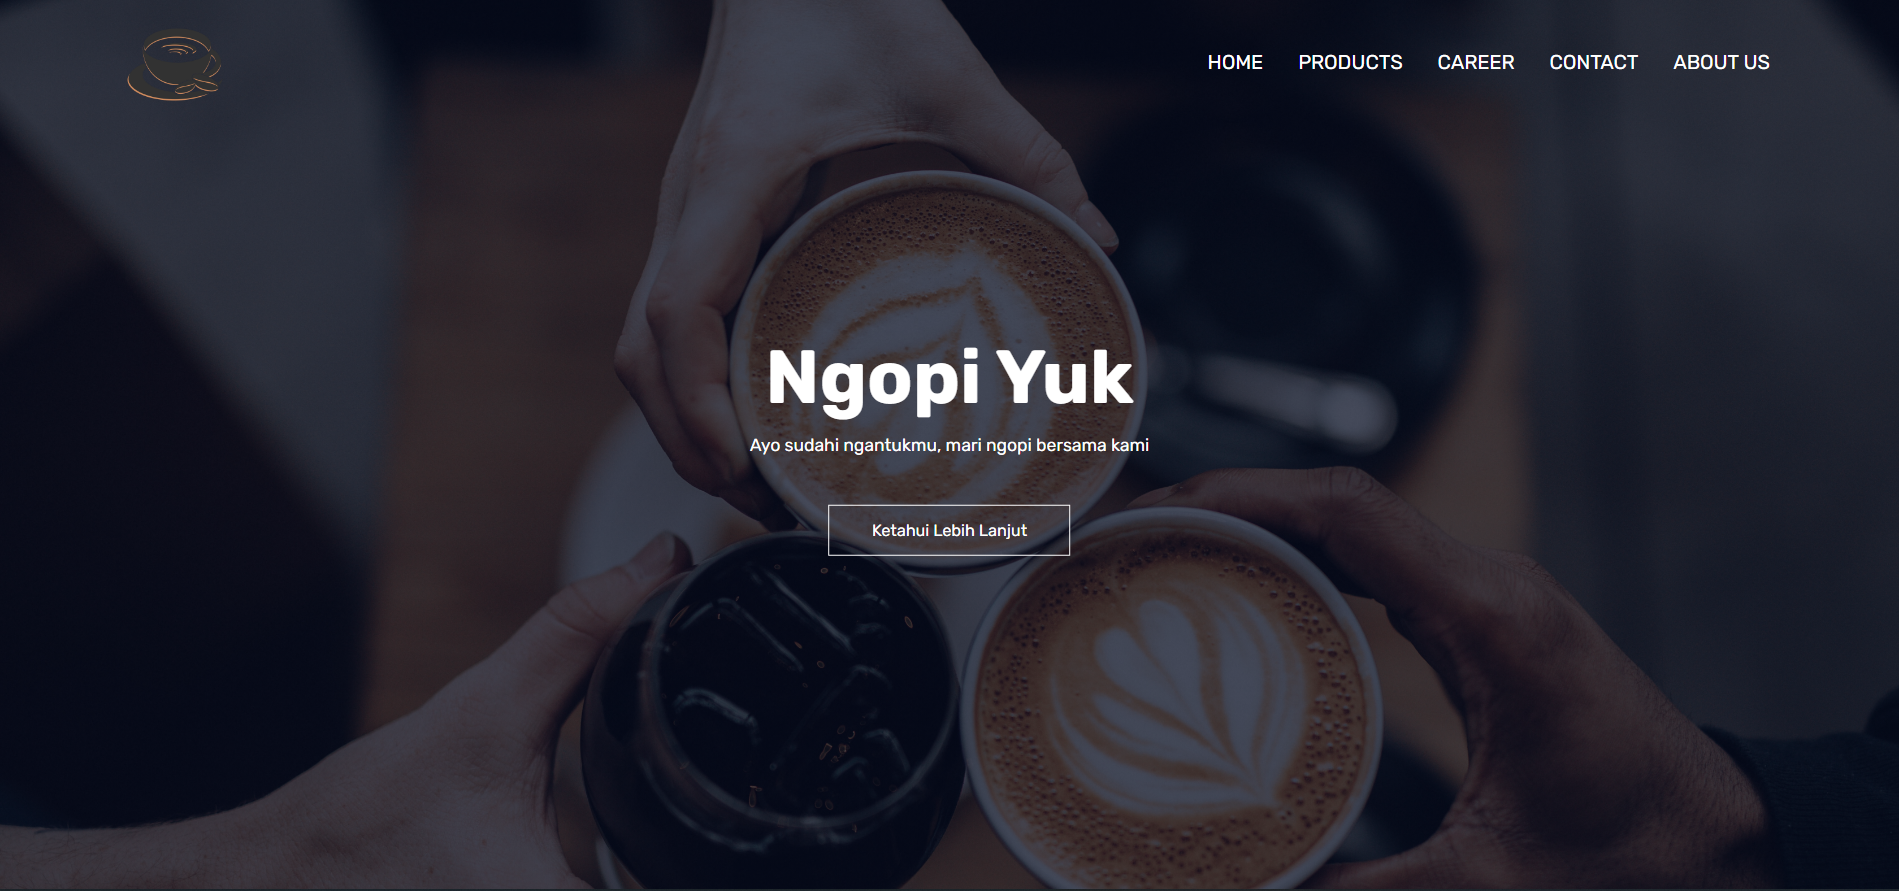 HOME PRODUCTS CAREER CONTACT ABOUT US
Ngopi Yuk
Ayo sudahi ngantukmu, mari ngopi bersama kami
Ketahui Lebih Lanjut